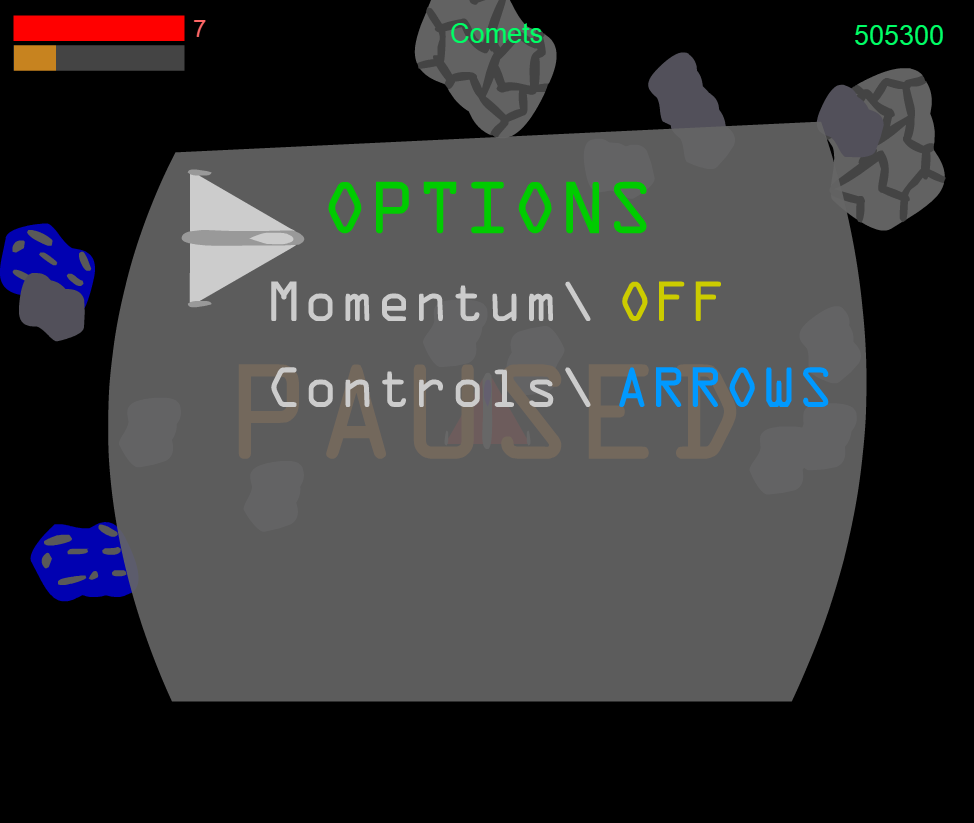 7
Comets
505300
OPTIONS
Momentum\ OFF
PAUSED
Controls\ ARROWS